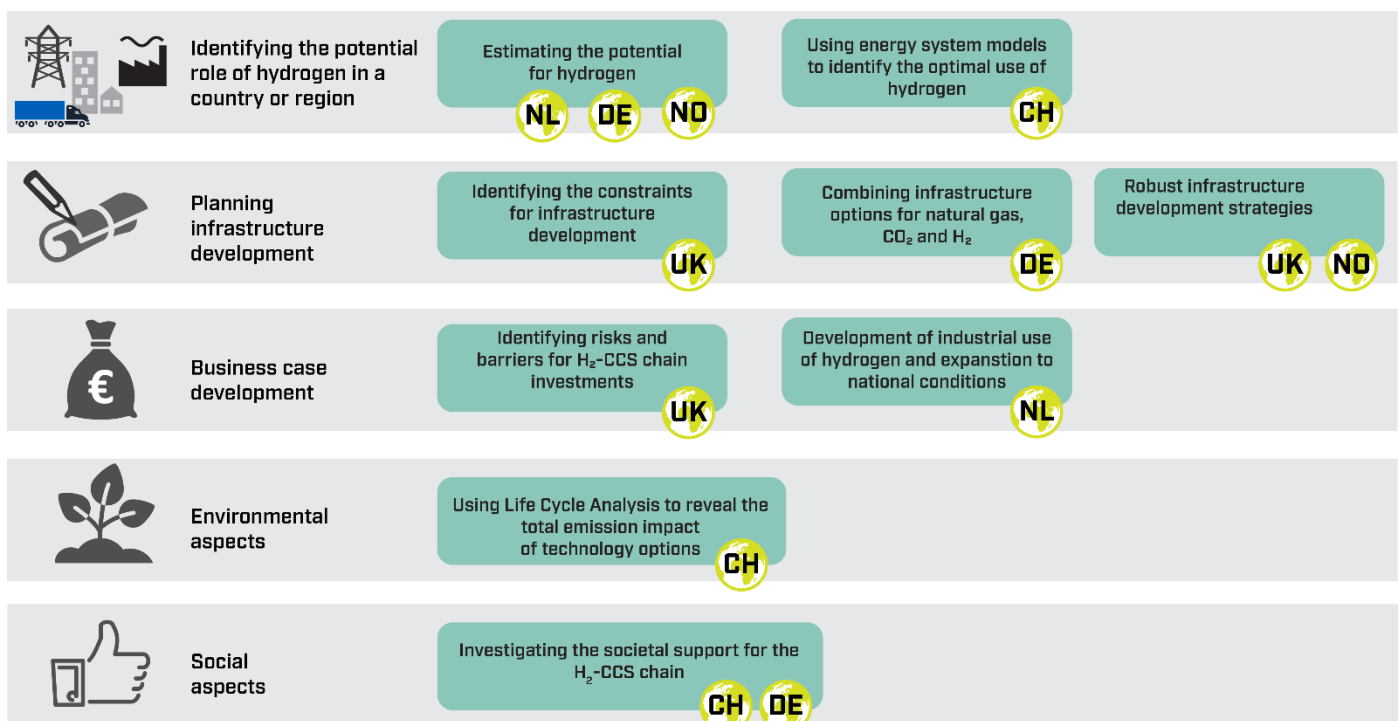 Identifying the potential
role of hydrogen in a
country or region
Estimating the potential
for hydrogen
NL DE NO
Using energy system models
to identify the optimal use of
hydrogen
CH
Planning
infrastructure
development
Identifying the constraints
for infrastructure
development
UK
Combining infrastructure
options for natural gas,
CO₂ and H₂
DE
Robust infrastructure
development strategies
UK NO
€
Business case
development
Identifying risks and
barriers for H₂-CCS chain
investments
UK
Development of industrial use
of hydrogen and expanstion to
national conditions
NL
Environmental
aspects
Using Life Cycle Analysis to reveal the
total emission impact
of technology options
CH
Social
aspects
Investigating the societal support for the
H₂-CCS chain
CH DE